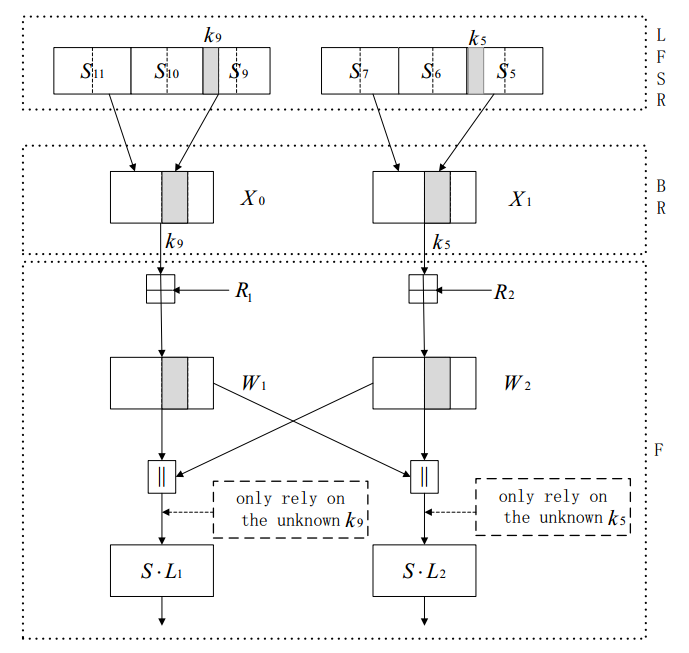 k9
k5
S11
S10
S9
S7
S6
S5
L
F
S
R
X0
X1
B
R
k9
k5
R1
R2
W1
W2
F
||
||
only rely on
the unknown k9
only rely on
the unknown k5
S·L1
S·L2